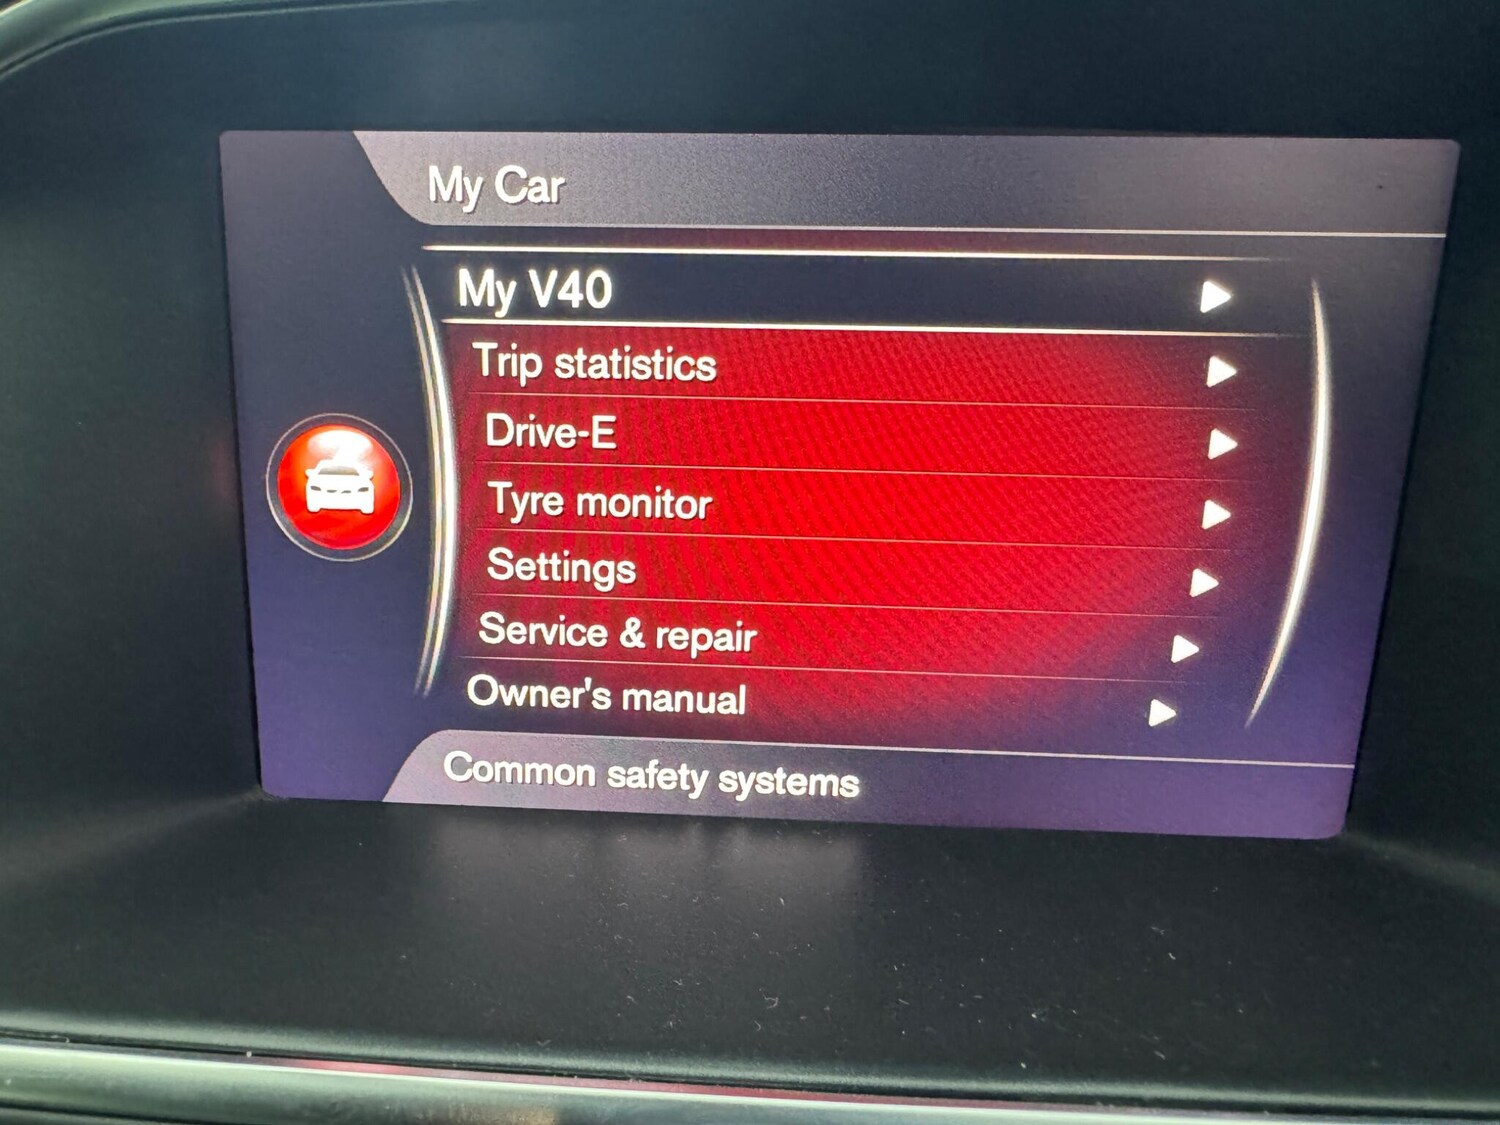 My Car
My V40
Trip statistics
Drive-E
Tyre monitor
Settings
Service & repair
Owner's manual
Common safety systems